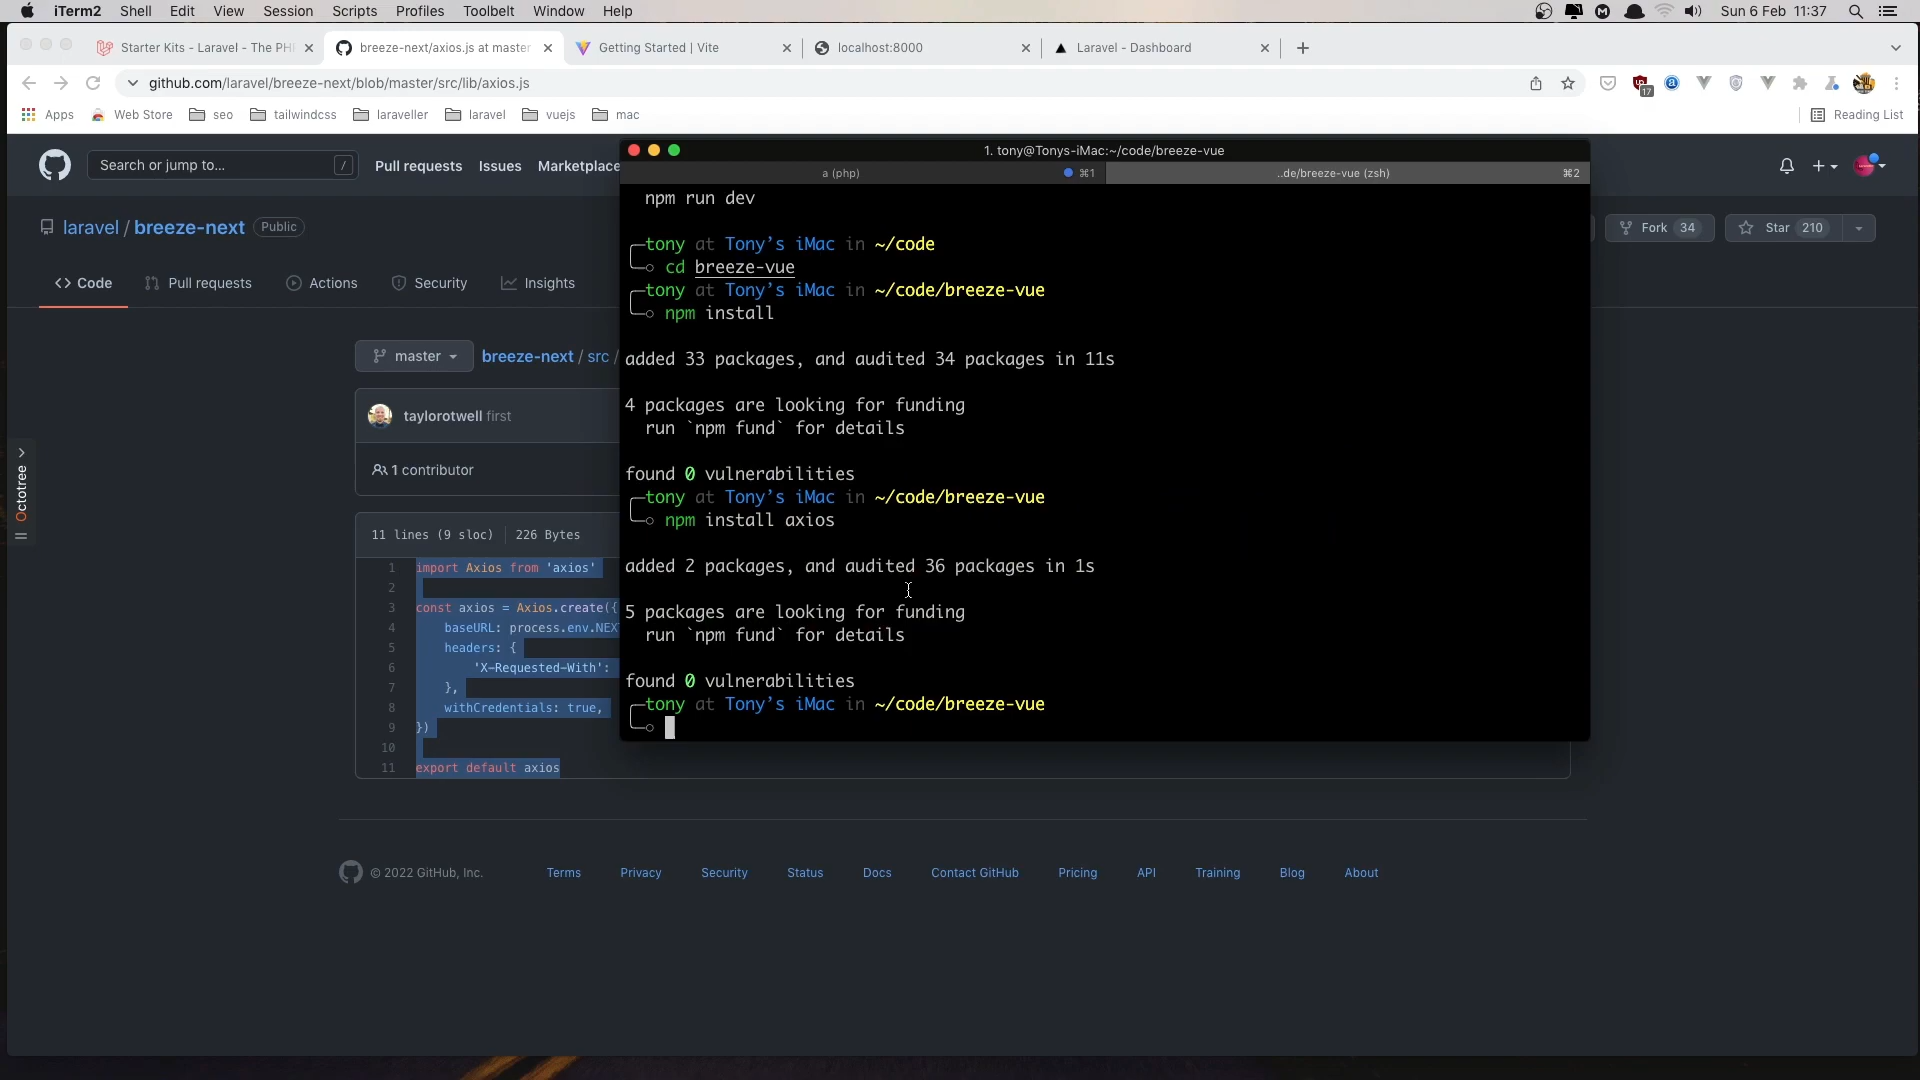 iTerm2 Shell Edit View Session Scripts Profiles Toolbelt Window Help Sun 6 Feb 11:37
Starter Kits - Laravel - The PH
breeze-next/axios.js at master
Getting Started | Vite
localhost:8000
Laravel - Dashboard
github.com/laravel/breeze-next/blob/master/src/lib/axios.js
17
Apps Web Store seo tailwindcss laraveller laravel vuejs mac Reading List
Search or jump to... / Pull requests Issues Marketplace
1. tony@Tonys-iMac:~/code/breeze-vue
a (php) ⌘1 ..de/breeze-vue (zsh) ⌘2
laravel / breeze-next Public
Fork 34 Star 210
Code Pull requests Actions Security Insights
master breeze-next / src /
taylorotwell first
1 contributor
Octotree
11 lines (9 sloc) 226 Bytes
1 import Axios from 'axios'
2
3 const axios = Axios.create({
4 baseURL: process.env.NEX
5 headers: {
6 'X-Requested-With':
7 },
8 withCredentials: true,
9 })
10
11 export default axios
npm run dev
tony at Tony’s iMac in ~/code
cd breeze-vue
tony at Tony’s iMac in ~/code/breeze-vue
npm install
added 33 packages, and audited 34 packages in 11s
4 packages are looking for funding
run `npm fund` for details
found 0 vulnerabilities
tony at Tony’s iMac in ~/code/breeze-vue
npm install axios
added 2 packages, and audited 36 packages in 1s
5 packages are looking for funding
run `npm fund` for details
found 0 vulnerabilities
tony at Tony’s iMac in ~/code/breeze-vue
© 2022 GitHub, Inc. Terms Privacy Security Status Docs Contact GitHub Pricing API Training Blog About